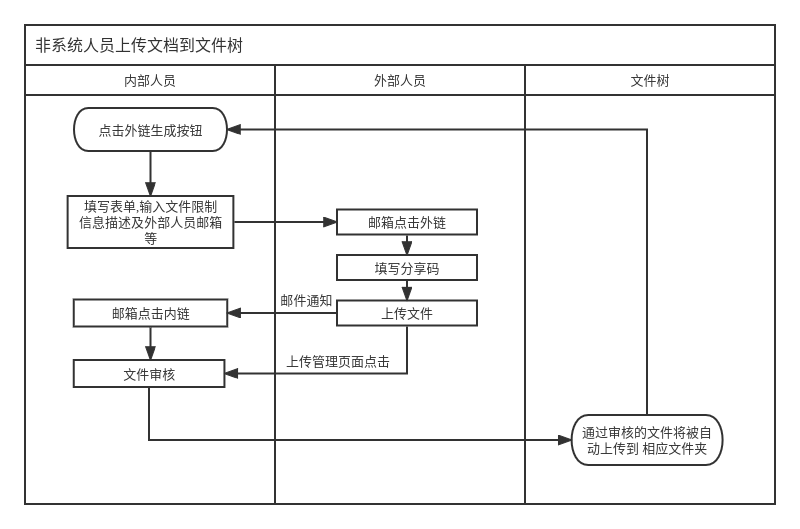 非系统人员上传文档到文件树
内部人员
外部人员
文件树
点击外链生成按钮
填写表单,输入文件限制
信息描述及外部人员邮箱
等
邮箱点击外链
填写分享码
邮件通知
上传文件
邮箱点击内链
上传管理页面点击
文件审核
通过审核的文件将被自
动上传到 相应文件夹